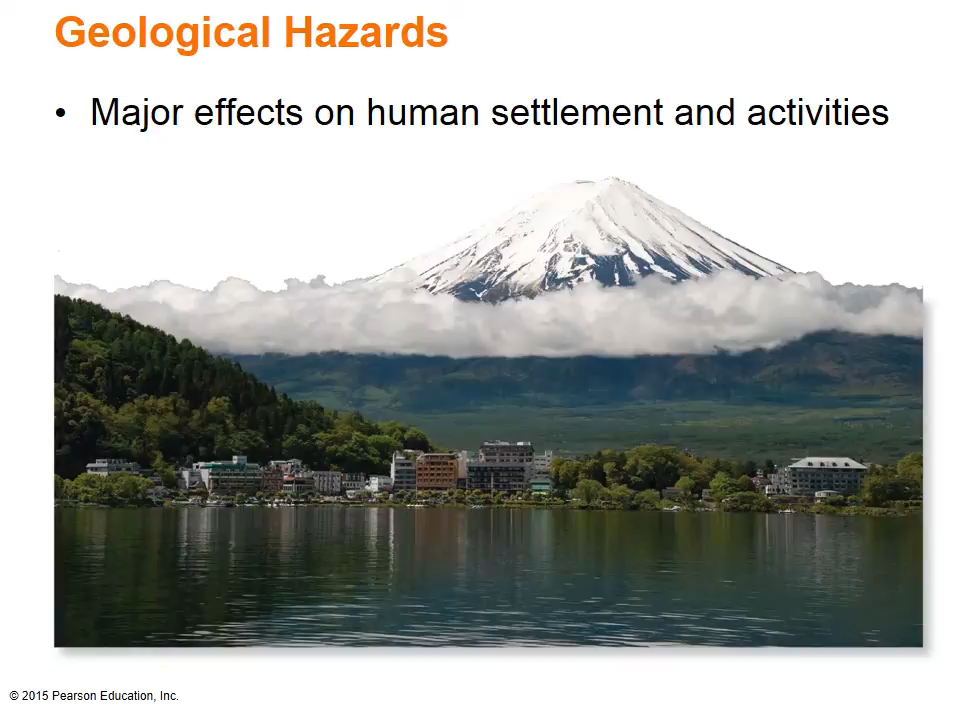 Geological Hazards
• Major effects on human settlement and activities
© 2015 Pearson Education, Inc.